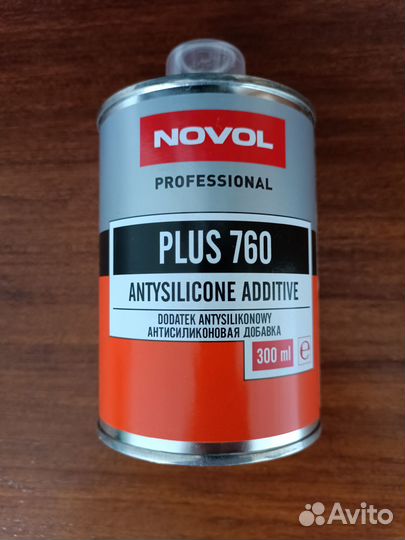 NOVOL
PROFESSIONAL
PLUS 760
ANTYSILICONE ADDITIVE
DODATEK ANTYSILIKONOWY
АНТИСИЛИКОНОВАЯ ДОБАВКА
300 ml e
Avito